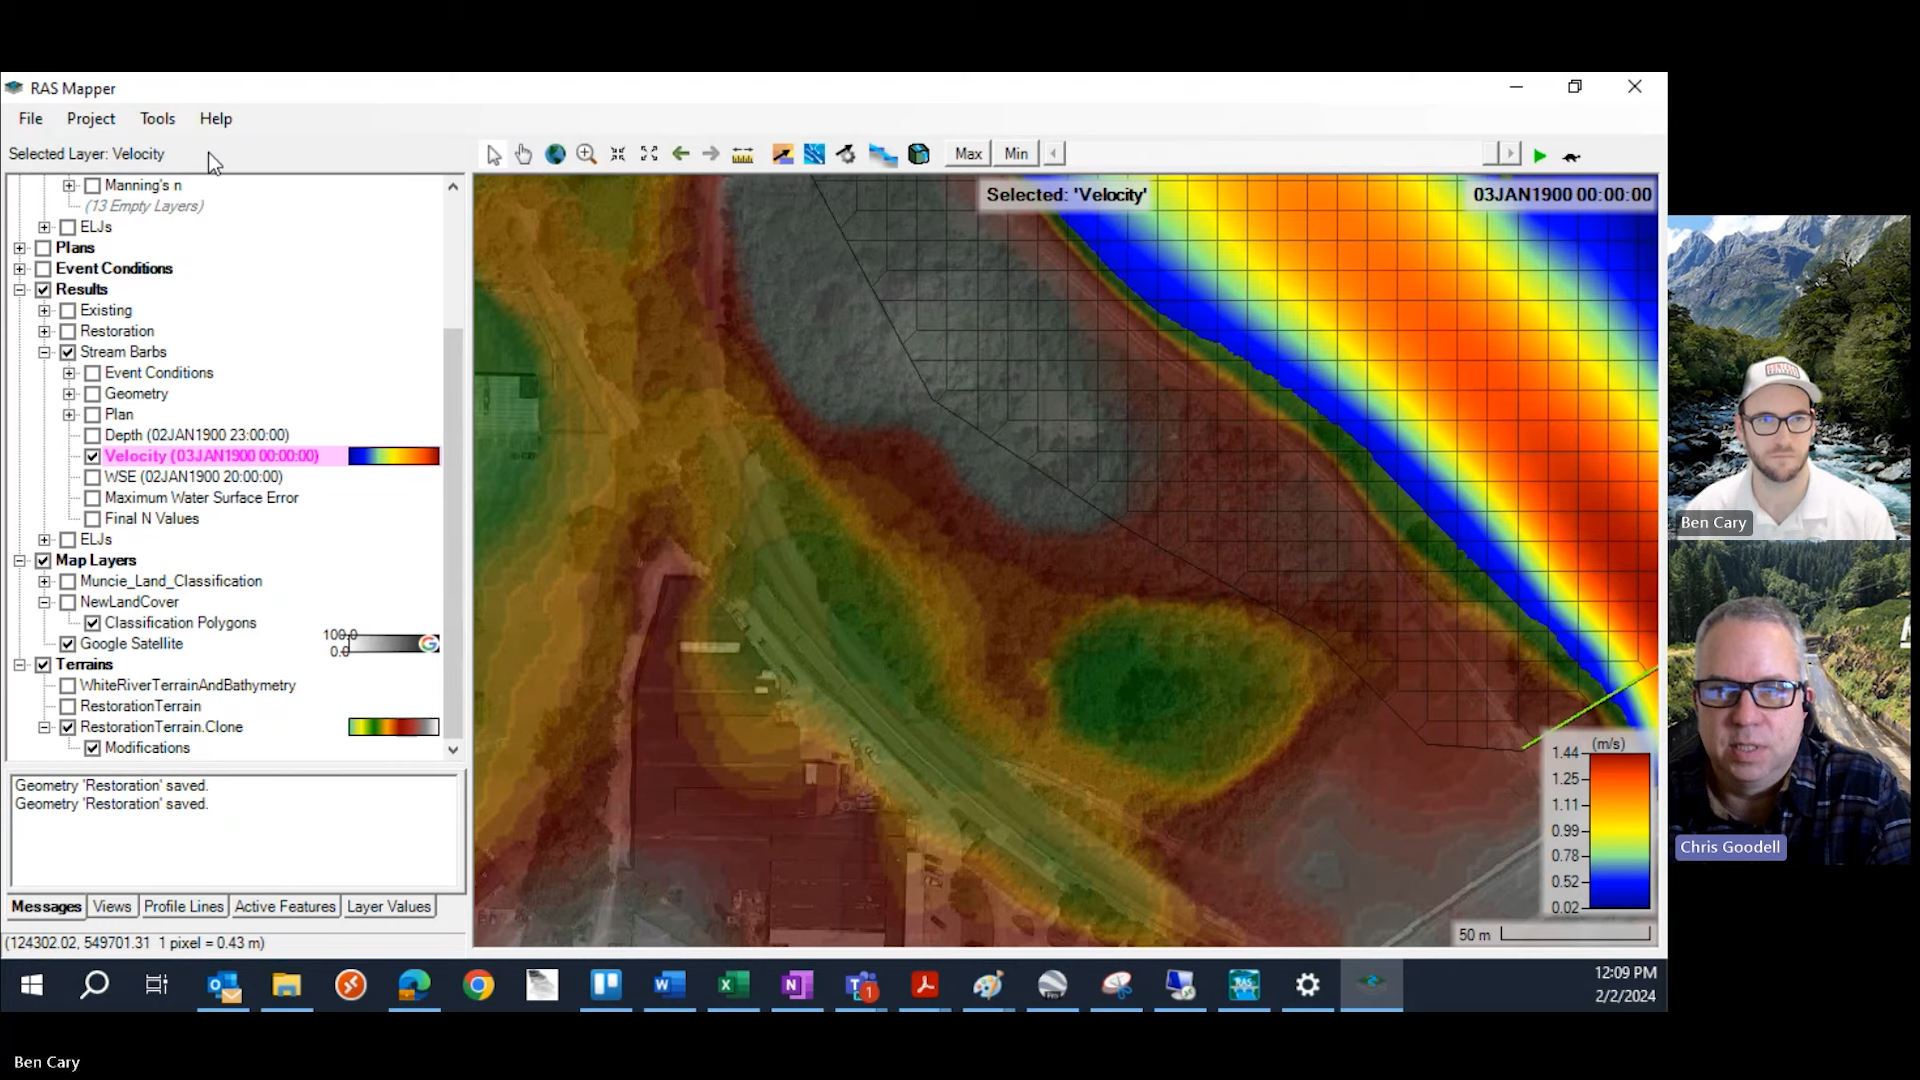 RAS Mapper
File Project Tools Help
Selected Layer: Velocity
Max Min
Manning's n
(13 Empty Layers)
ELJs
Plans
Event Conditions
Results
Existing
Restoration
Stream Barbs
Event Conditions
Geometry
Plan
Depth (02JAN1900 23:00:00)
Velocity (03JAN1900 00:00:00)
WSE (02JAN1900 20:00:00)
Maximum Water Surface Error
Final N Values
ELJs
Map Layers
Muncie_Land_Classification
NewLandCover
Classification Polygons
Google Satellite
100.0
0.0
Terrains
WhiteRiverTerrainAndBathymetry
RestorationTerrain
RestorationTerrain.Clone
Modifications
Geometry 'Restoration' saved.
Geometry 'Restoration' saved.
Messages Views Profile Lines Active Features Layer Values
(124302.02, 549701.31 1 pixel = 0.43 m)
Selected: 'Velocity'
03JAN1900 00:00:00
(m/s)
1.44
1.25
1.11
0.99
0.78
0.52
0.02
50 m
Ben Cary
Chris Goodell
12:09 PM
2/2/2024
Ben Cary